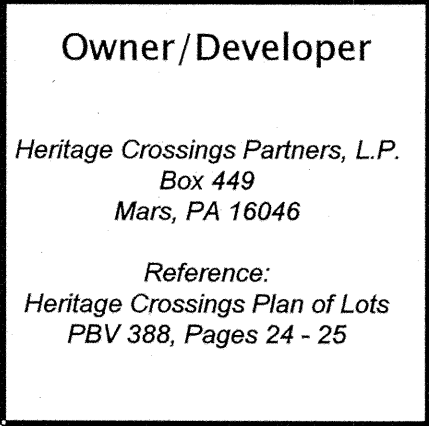 Owner/Developer
Heritage Crossings Partners, L.P.
Box 449
Mars, PA 16046
Reference:
Heritage Crossings Plan of Lots
PBV 388, Pages 24 - 25